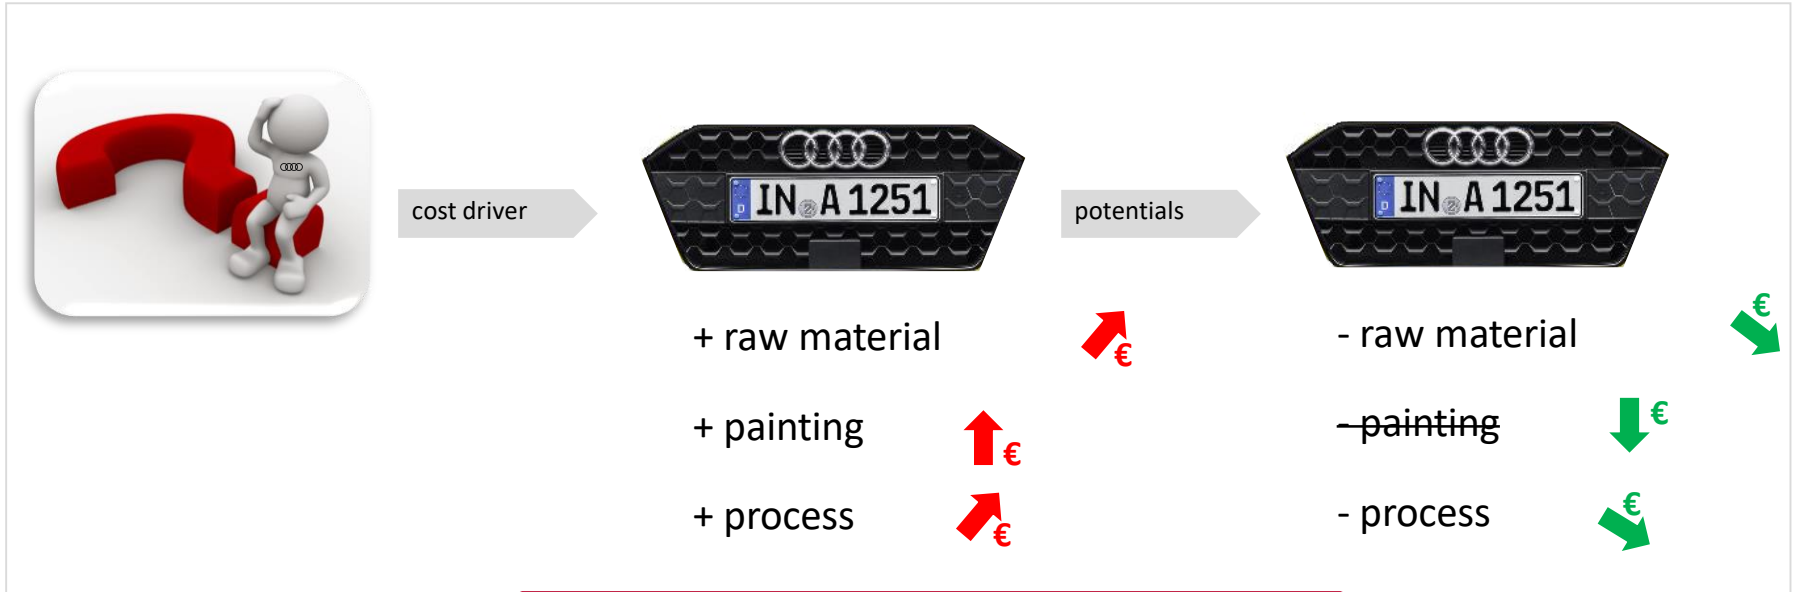 cost driver
IN A 1251
D
potentials
IN A 1251
D
+ raw material
€
+ painting
€
+ process
€
- raw material
€
- painting
€
- process
€